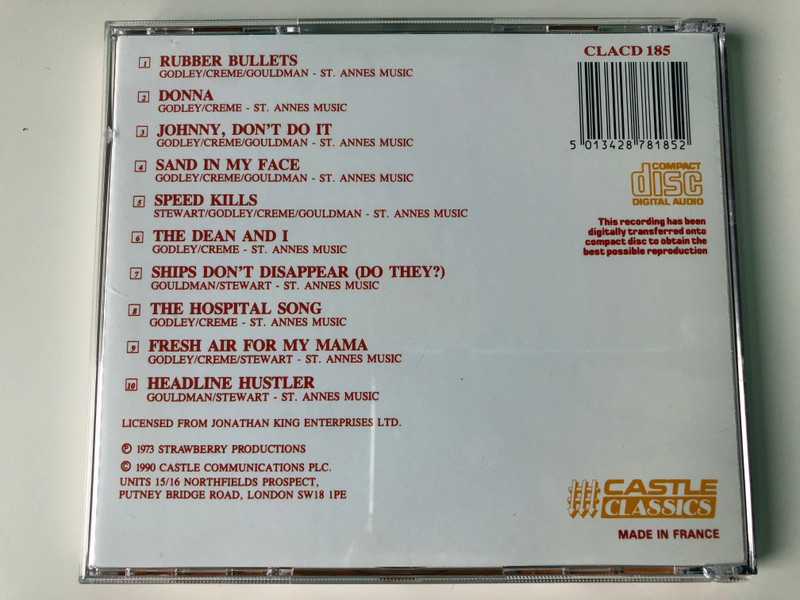 1 RUBBER BULLETS
GODLEY/CREME/GOULDMAN - ST. ANNES MUSIC
2 DONNA
GODLEY/CREME - ST. ANNES MUSIC
3 JOHNNY, DON'T DO IT
GODLEY/CREME/GOULDMAN - ST. ANNES MUSIC
4 SAND IN MY FACE
GODLEY/CREME/GOULDMAN - ST. ANNES MUSIC
5 SPEED KILLS
STEWART/GODLEY/CREME/GOULDMAN - ST. ANNES MUSIC
6 THE DEAN AND I
GODLEY/CREME - ST. ANNES MUSIC
7 SHIPS DON'T DISAPPEAR (DO THEY?)
GOULDMAN/STEWART - ST. ANNES MUSIC
8 THE HOSPITAL SONG
GODLEY/CREME - ST. ANNES MUSIC
9 FRESH AIR FOR MY MAMA
GODLEY/CREME/STEWART - ST. ANNES MUSIC
10 HEADLINE HUSTLER
GOULDMAN/STEWART - ST. ANNES MUSIC
LICENSED FROM JONATHAN KING ENTERPRISES LTD.
℗ 1973 STRAWBERRY PRODUCTIONS
© 1990 CASTLE COMMUNICATIONS PLC.
UNITS 15/16 NORTHFIELDS PROSPECT,
PUTNEY BRIDGE ROAD, LONDON SW18 1PE
CLACD 185
5 013428 781852
COMPACT
disc
DIGITAL AUDIO
This recording has been
digitally transferred onto
compact disc to obtain the
best possible reproduction
CASTLE
CLASSICS
MADE IN FRANCE